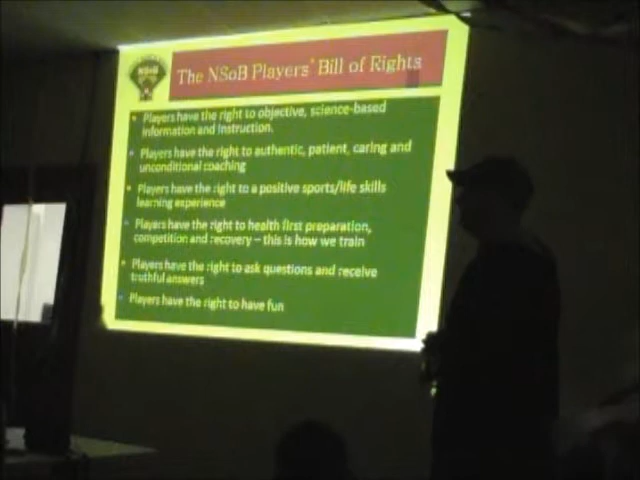 NSoB
The NSoB Players' Bill of Rights
Players have the right to objective, science-based
information and instruction.
Players have the right to authentic, patient, caring and
unconditional coaching
Players have the right to a positive sports/life skills
learning experience
Players have the right to health first preparation,
competition and recovery – this is how we train
Players have the right to ask questions and receive
truthful answers
Players have the right to have fun